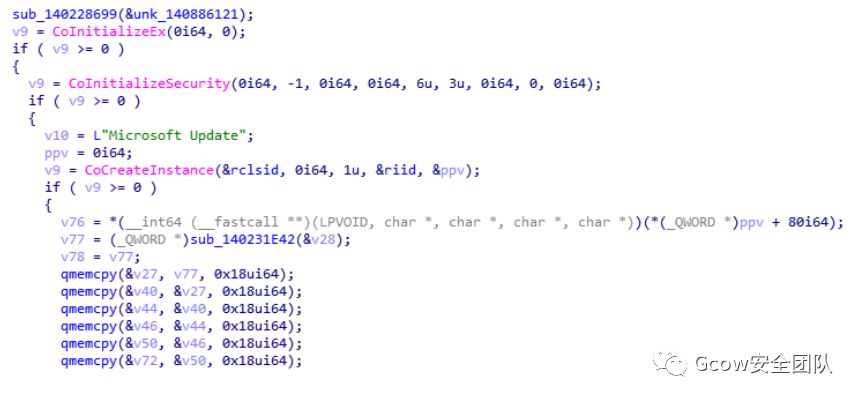 sub_140228699(&unk_140886121);
v9 = CoInitializeEx(0i64, 0);
if ( v9 >= 0 )
{
v9 = CoInitializeSecurity(0i64, -1, 0i64, 0i64, 6u, 3u, 0i64, 0, 0i64);
if ( v9 >= 0 )
{
v10 = L"Microsoft Update";
ppv = 0i64;
v9 = CoCreateInstance(&rclsid, 0i64, 1u, &riid, &ppv);
if ( v9 >= 0 )
{
v76 = *(__int64 (__fastcall **)(LPVOID, char *, char *, char *, char *))(*(_QWORD *)ppv + 80i64);
v77 = (_QWORD *)sub_140231E42(&v28);
v78 = v77;
qmemcpy(&v27, v77, 0x18ui64);
qmemcpy(&v40, &v27, 0x18ui64);
qmemcpy(&v44, &v40, 0x18ui64);
qmemcpy(&v46, &v44, 0x18ui64);
qmemcpy(&v50, &v46, 0x18ui64);
qmemcpy(&v72, &v50, 0x18ui64);
Gcow安全团队